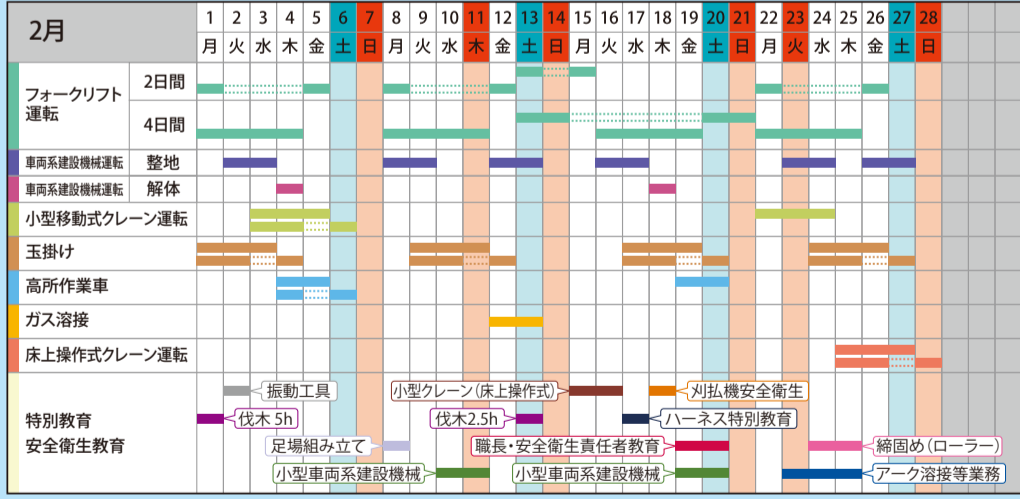 2月
1 2 3 4 5 6 7 8 9 10 11 12 13 14 15 16 17 18 19 20 21 22 23 24 25 26 27 28
月 火 水 木 金 土 日 月 火 水 木 金 土 日 月 火 水 木 金 土 日 月 火 水 木 金 土 日
フォークリフト
運転
2日間
4日間
車両系建設機械運転 整地
車両系建設機械運転 解体
小型移動式クレーン運転
玉掛け
高所作業車
ガス溶接
床上操作式クレーン運転
特別教育
安全衛生教育
振動工具 小型クレーン(床上操作式) 刈払機安全衛生
伐木 5h 伐木2.5h ハーネス特別教育
足場組み立て 職長・安全衛生責任者教育 締固め(ローラー)
小型車両系建設機械 小型車両系建設機械 アーク溶接等業務